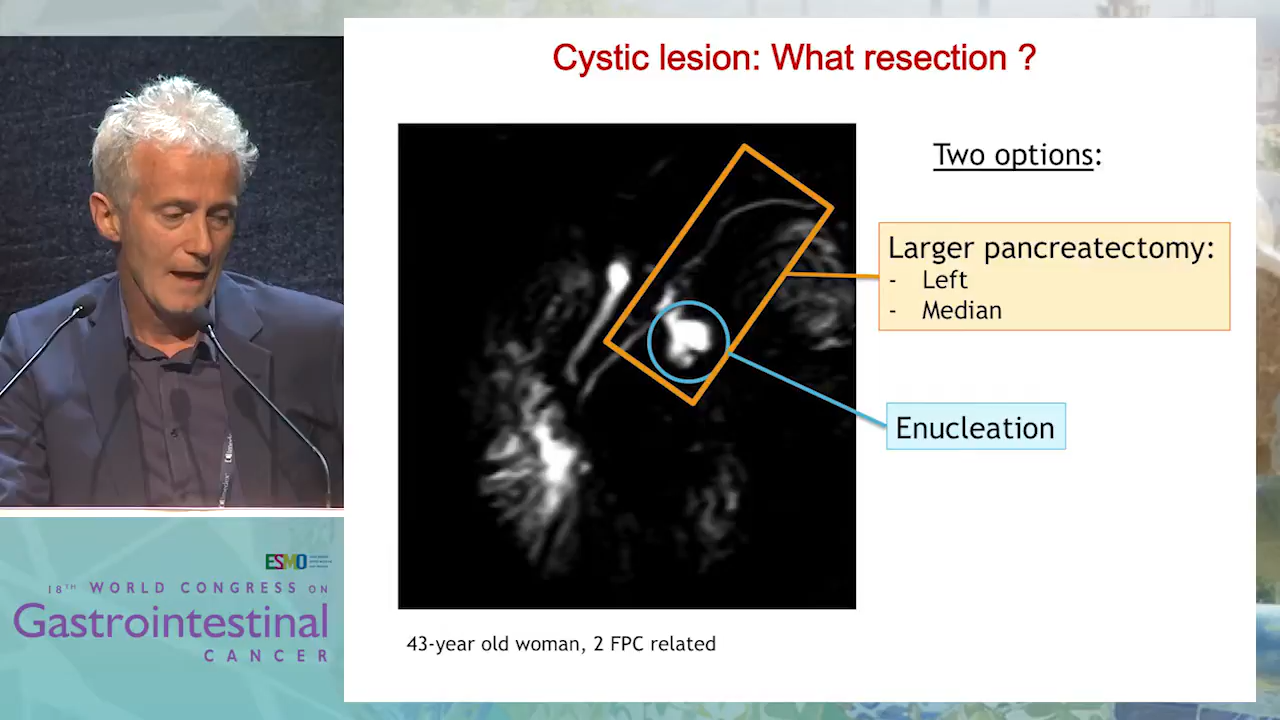 Cystic lesion: What resection ?
Two options:
Larger pancreatectomy:
- Left
- Median
Enucleation
43-year old woman, 2 FPC related
ESMO
18TH WORLD CONGRESS ON
Gastrointestinal
CANCER